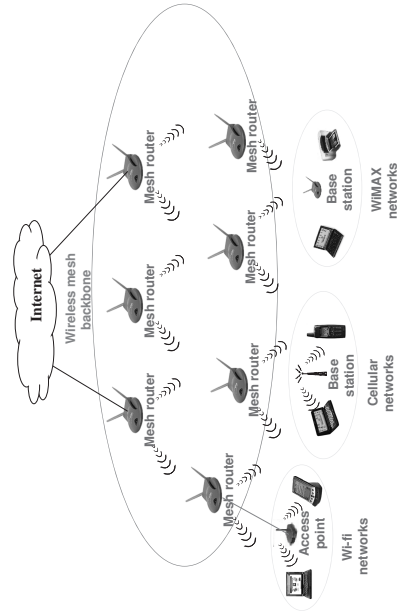 Internet
Wireless mesh
backbone
Mesh router
Mesh router
Mesh router
Mesh router
Mesh router
Mesh router
Mesh router
Access
point
Base
station
Base
station
Wi-fi
networks
Cellular
networks
WiMAX
networks